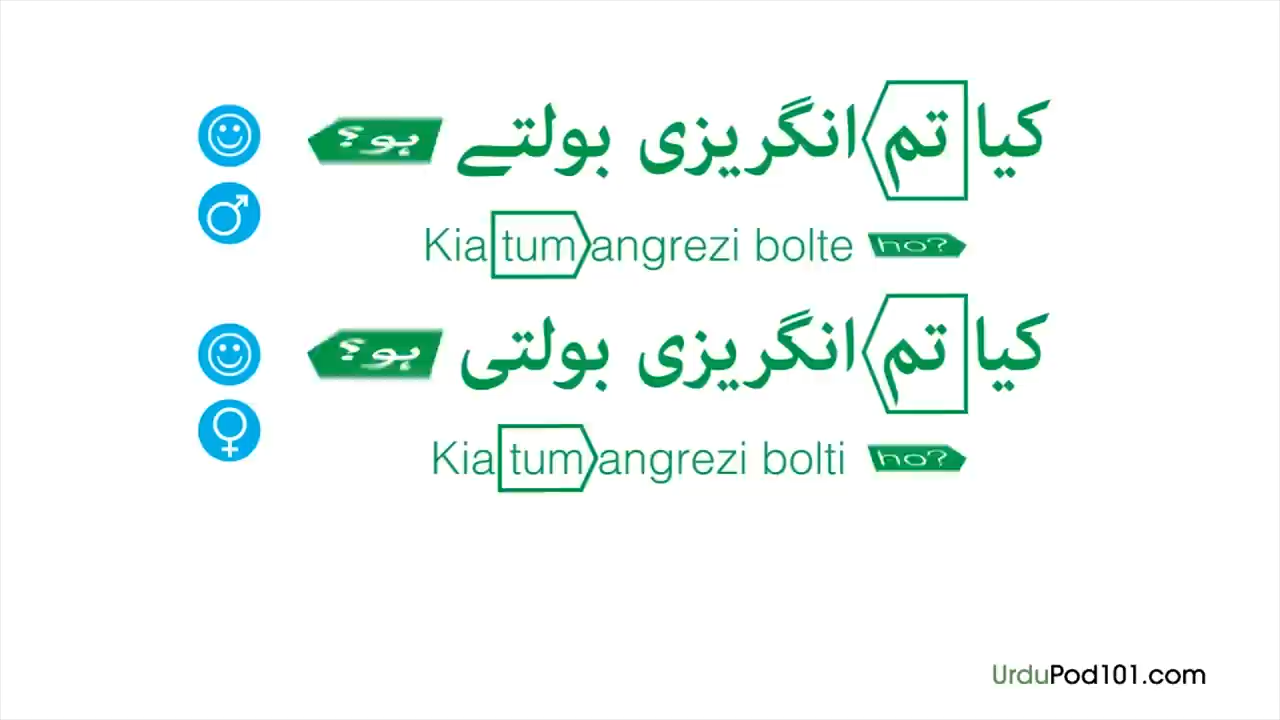 کیا تم انگریزی بولتے ہو؟
Kia tum angrezi bolte ho?
کیا تم انگریزی بولتی ہو؟
Kia tum angrezi bolti ho?
UrduPod101.com